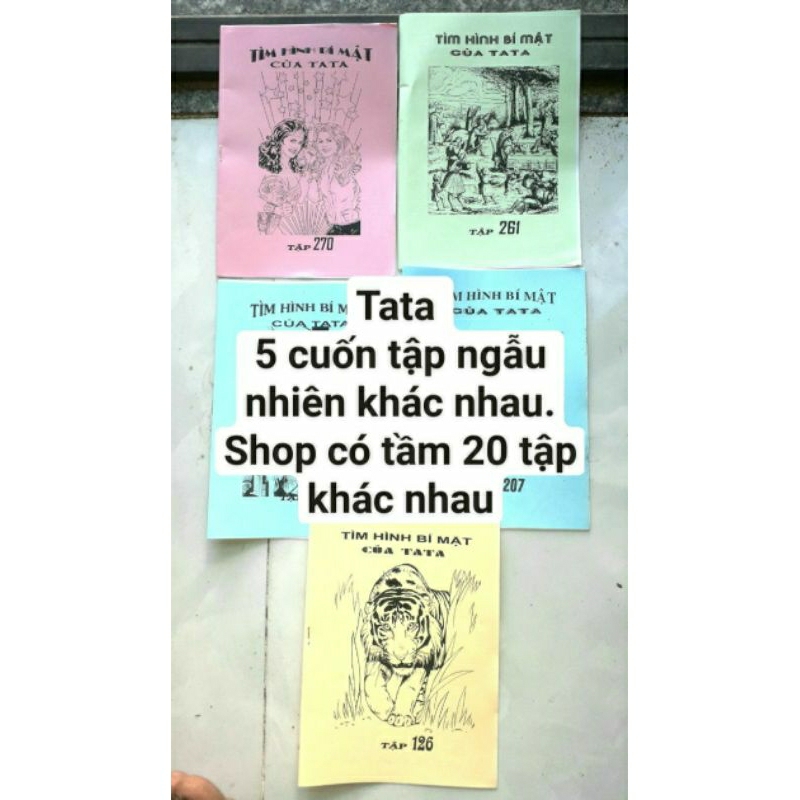 TÌM HÌNH BÍ MẬT
CỦA TATA
TẬP 270
TÌM HÌNH BÍ MẬT
CỦA TATA
TẬP 261
TÌM HÌNH BÍ
CỦA TATA
HÌNH BÍ MẬT
CỦA TATA
207
Tata
5 cuốn tập ngẫu
nhiên khác nhau.
Shop có tầm 20 tập
khác nhau
TÌM HÌNH BÍ MẬT
CỦA TATA
TẬP 126